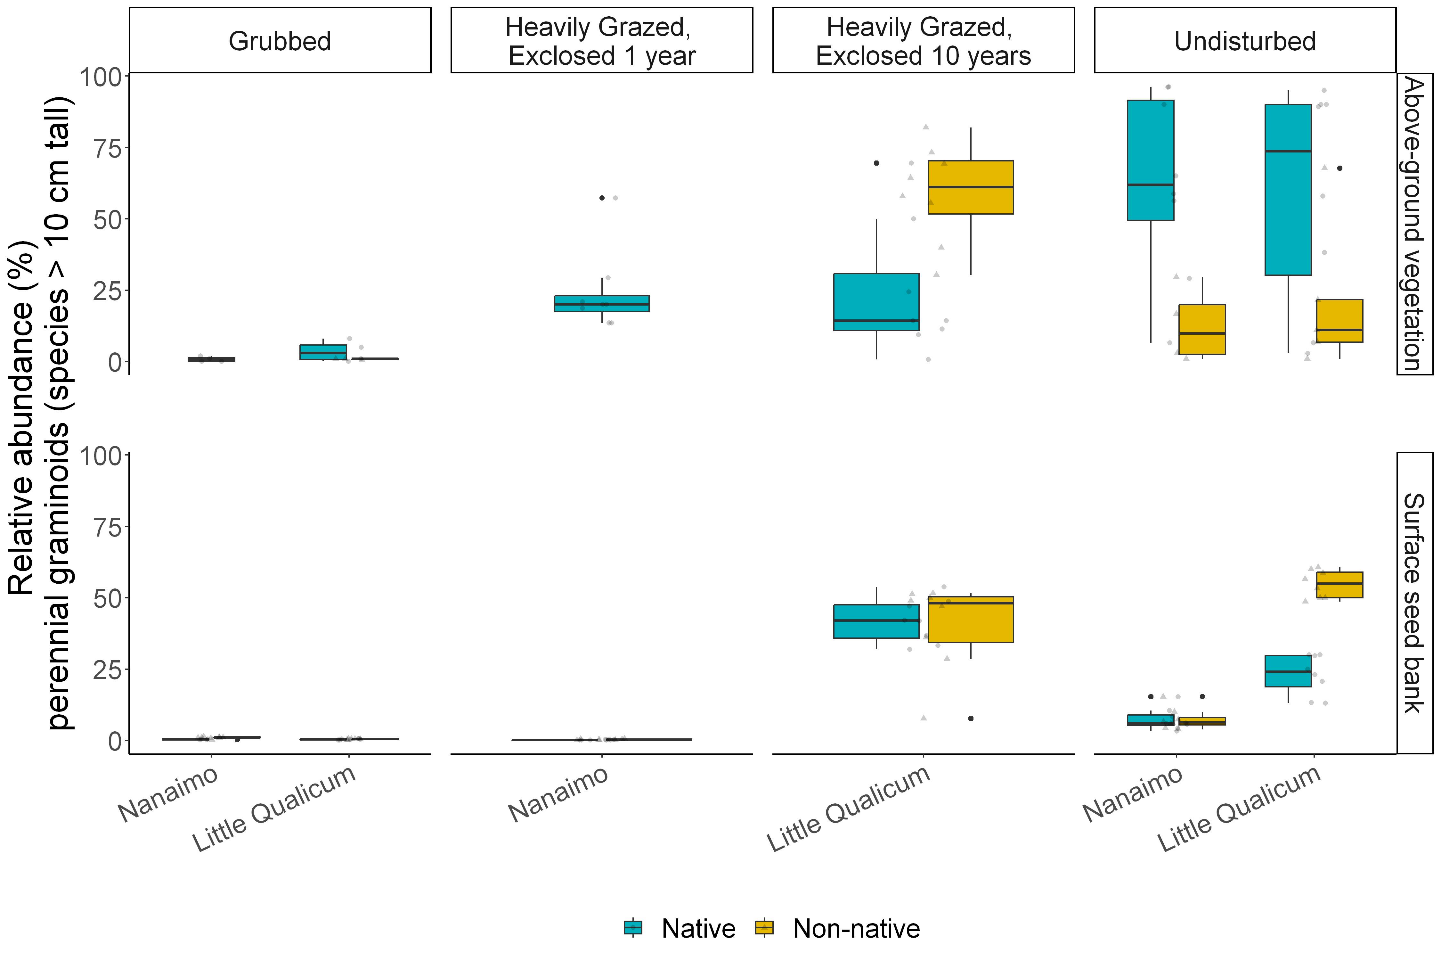 Grubbed
Heavily Grazed,
Exclosed 1 year
Heavily Grazed,
Exclosed 10 years
Undisturbed
Relative abundance (%)
perennial graminoids (species > 10 cm tall)
100
75
50
25
0
Above-ground vegetation
100
75
50
25
0
Surface seed bank
Nanaimo
Little Qualicum
Nanaimo
Little Qualicum
Nanaimo
Little Qualicum
Native
Non-native